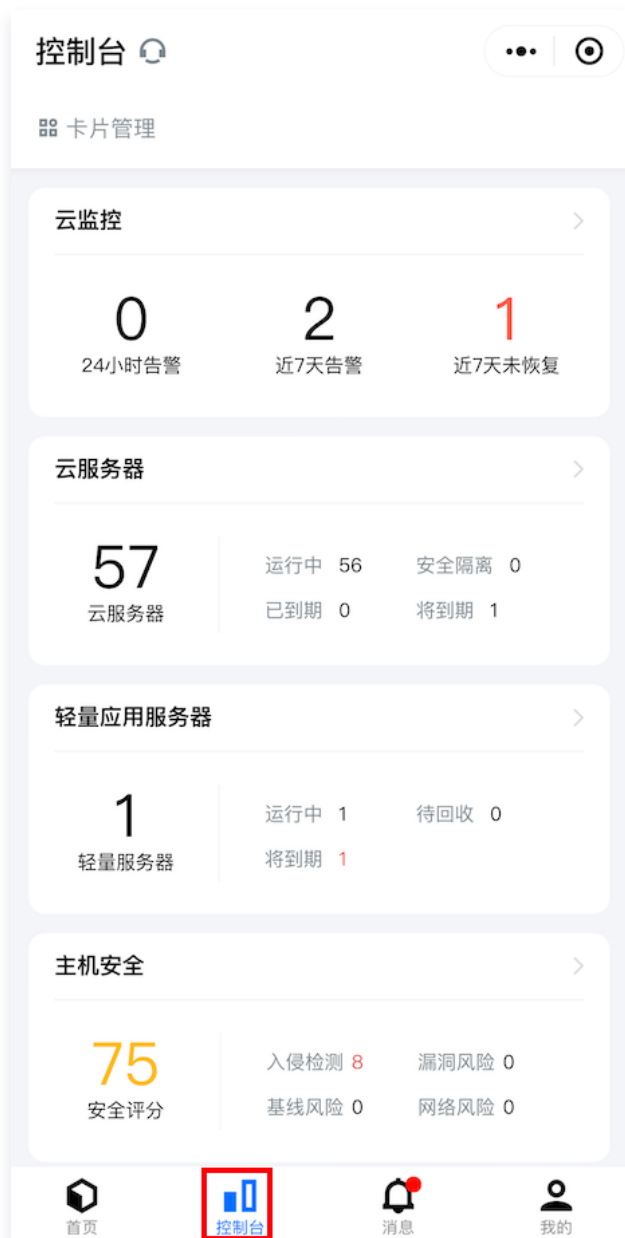 控制台
卡片管理
云监控
0 2 1
24小时告警 近7天告警 近7天未恢复
云服务器
57
云服务器
运行中 56 安全隔离 0
已到期 0 将到期 1
轻量应用服务器
1
轻量服务器
运行中 1 待回收 0
将到期 1
主机安全
75
安全评分
入侵检测 8 漏洞风险 0
基线风险 0 网络风险 0
首页 控制台 消息 我的